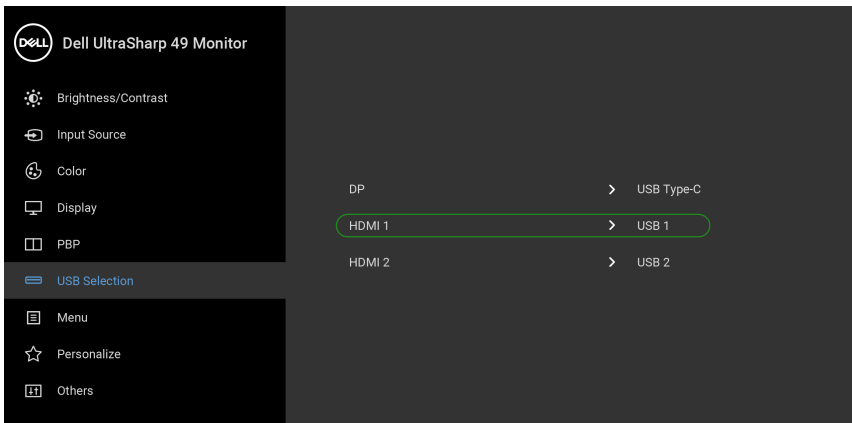 DELL
Dell UltraSharp 49 Monitor
Brightness/Contrast
Input Source
Color
Display
PBP
USB Selection
Menu
Personalize
Others
DP USB Type-C
HDMI 1 USB 1
HDMI 2 USB 2